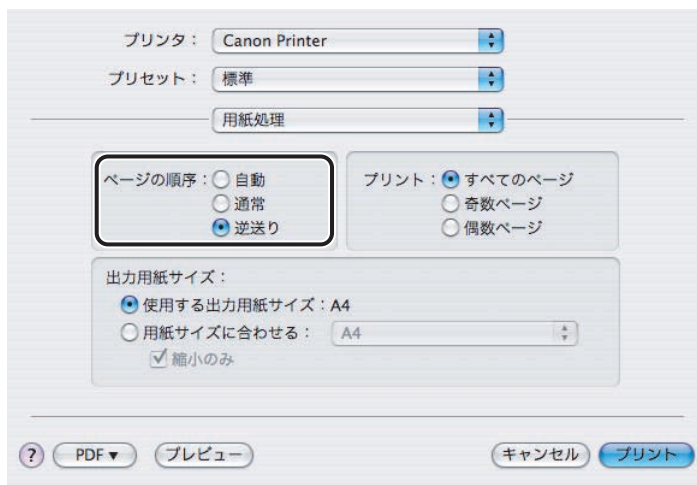 プリンタ： Canon Printer
プリセット： 標準
用紙処理
ページの順序： 自動
通常
逆送り
プリント： すべてのページ
奇数ページ
偶数ページ
出力用紙サイズ：
使用する出力用紙サイズ：A4
用紙サイズに合わせる： A4
縮小のみ
? PDF▼ プレビュー キャンセル プリント